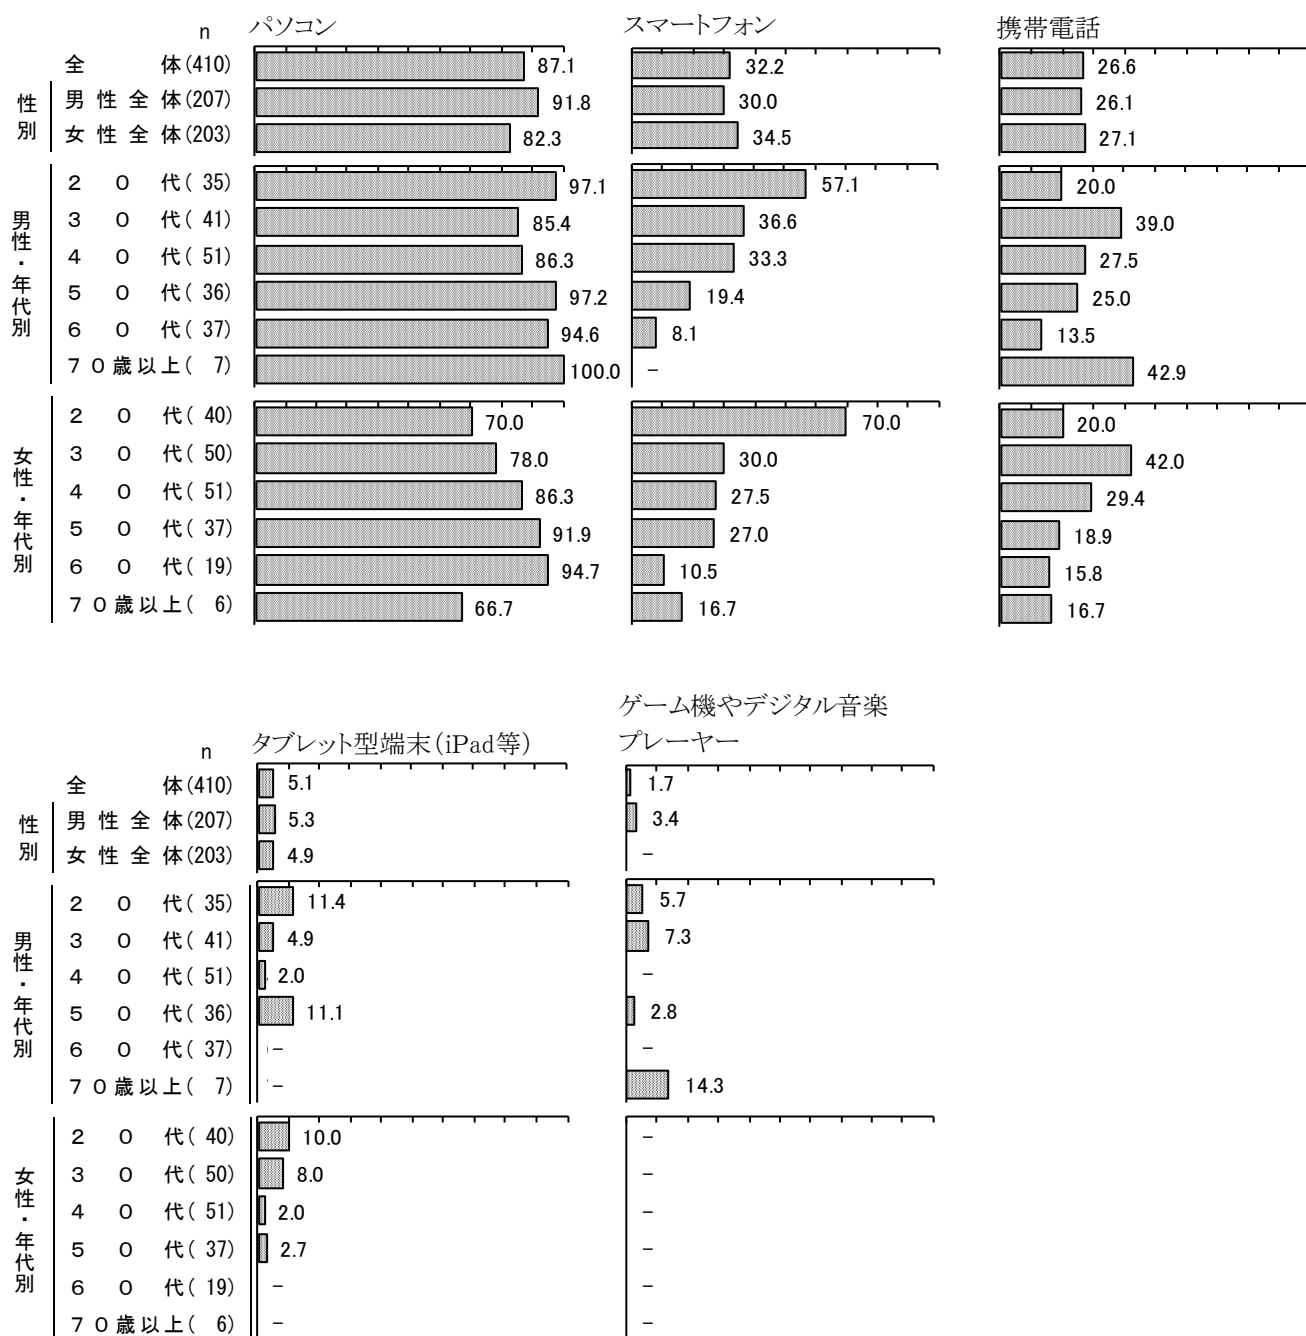 n パソコン スマートフォン 携帯電話
全体(410) 87.1 32.2 26.6
性別
男性全体(207) 91.8 30.0 26.1
女性全体(203) 82.3 34.5 27.1
男性・年代別
２０代( 35) 97.1 57.1 20.0
３０代( 41) 85.4 36.6 39.0
４０代( 51) 86.3 33.3 27.5
５０代( 36) 97.2 19.4 25.0
６０代( 37) 94.6 8.1 13.5
７０歳以上( 7) 100.0 - 42.9
女性・年代別
２０代( 40) 70.0 70.0 20.0
３０代( 50) 78.0 30.0 42.0
４０代( 51) 86.3 27.5 29.4
５０代( 37) 91.9 27.0 18.9
６０代( 19) 94.7 10.5 15.8
７０歳以上( 6) 66.7 16.7 16.7
ゲーム機やデジタル音楽
n タブレット型端末(iPad等) プレーヤー
全体(410) 5.1 1.7
性別
男性全体(207) 5.3 3.4
女性全体(203) 4.9 -
男性・年代別
２０代( 35) 11.4 5.7
３０代( 41) 4.9 7.3
４０代( 51) 2.0 -
５０代( 36) 11.1 2.8
６０代( 37) - -
７０歳以上( 7) - 14.3
女性・年代別
２０代( 40) 10.0 -
３０代( 50) 8.0 -
４０代( 51) 2.0 -
５０代( 37) 2.7 -
６０代( 19) - -
７０歳以上( 6) - -